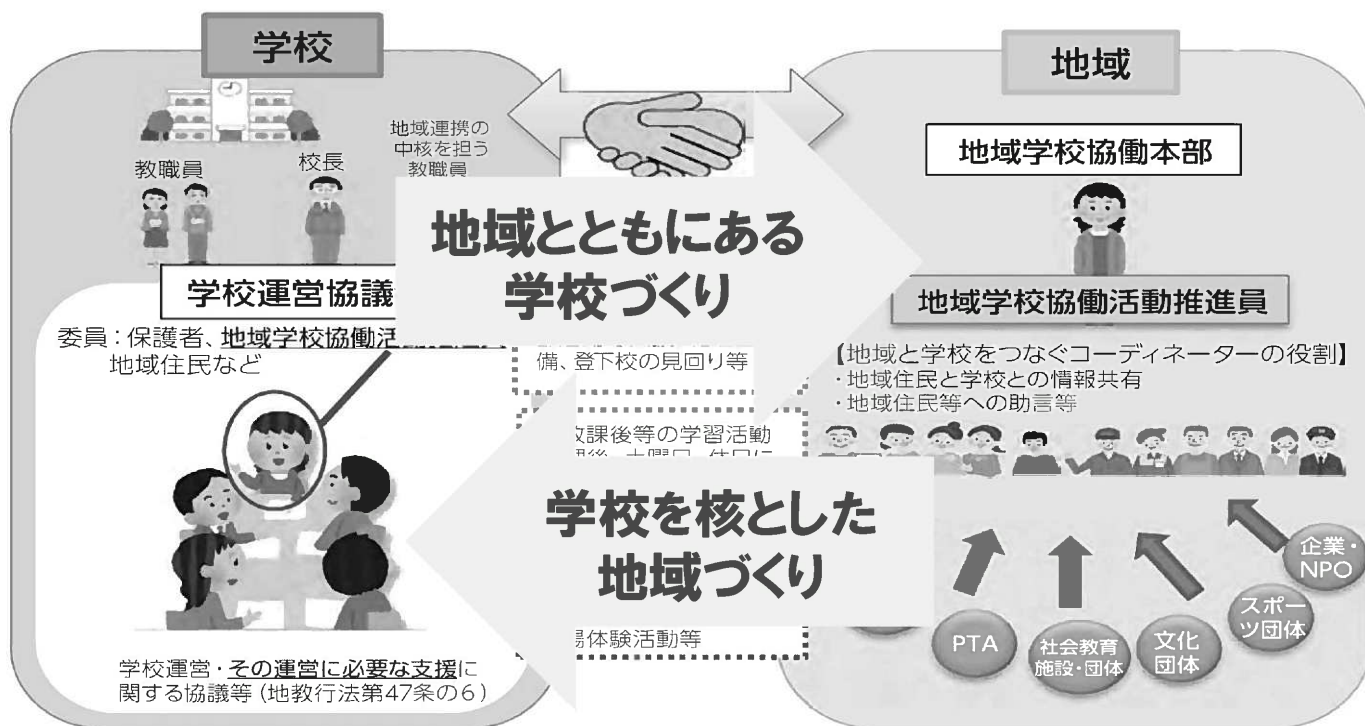 学校
地域連携の
中核を担う
教職員
教職員
校長
学校運営協議
委員：保護者、地域学校協働活
地域住民など
学校運営・その運営に必要な支援に
関する協議等（地教行法第47条の6）
地域とともにある
学校づくり
備、登下校の見回り等
放課後等の学習活動
学校を核とした
地域づくり
場体験活動等
地域
地域学校協働本部
地域学校協働活動推進員
【地域と学校をつなぐコーディネーターの役割】
・地域住民と学校との情報共有
・地域住民等への助言等
PTA
社会教育
施設・団体
文化
団体
スポー
ツ団体
企業・
NPO